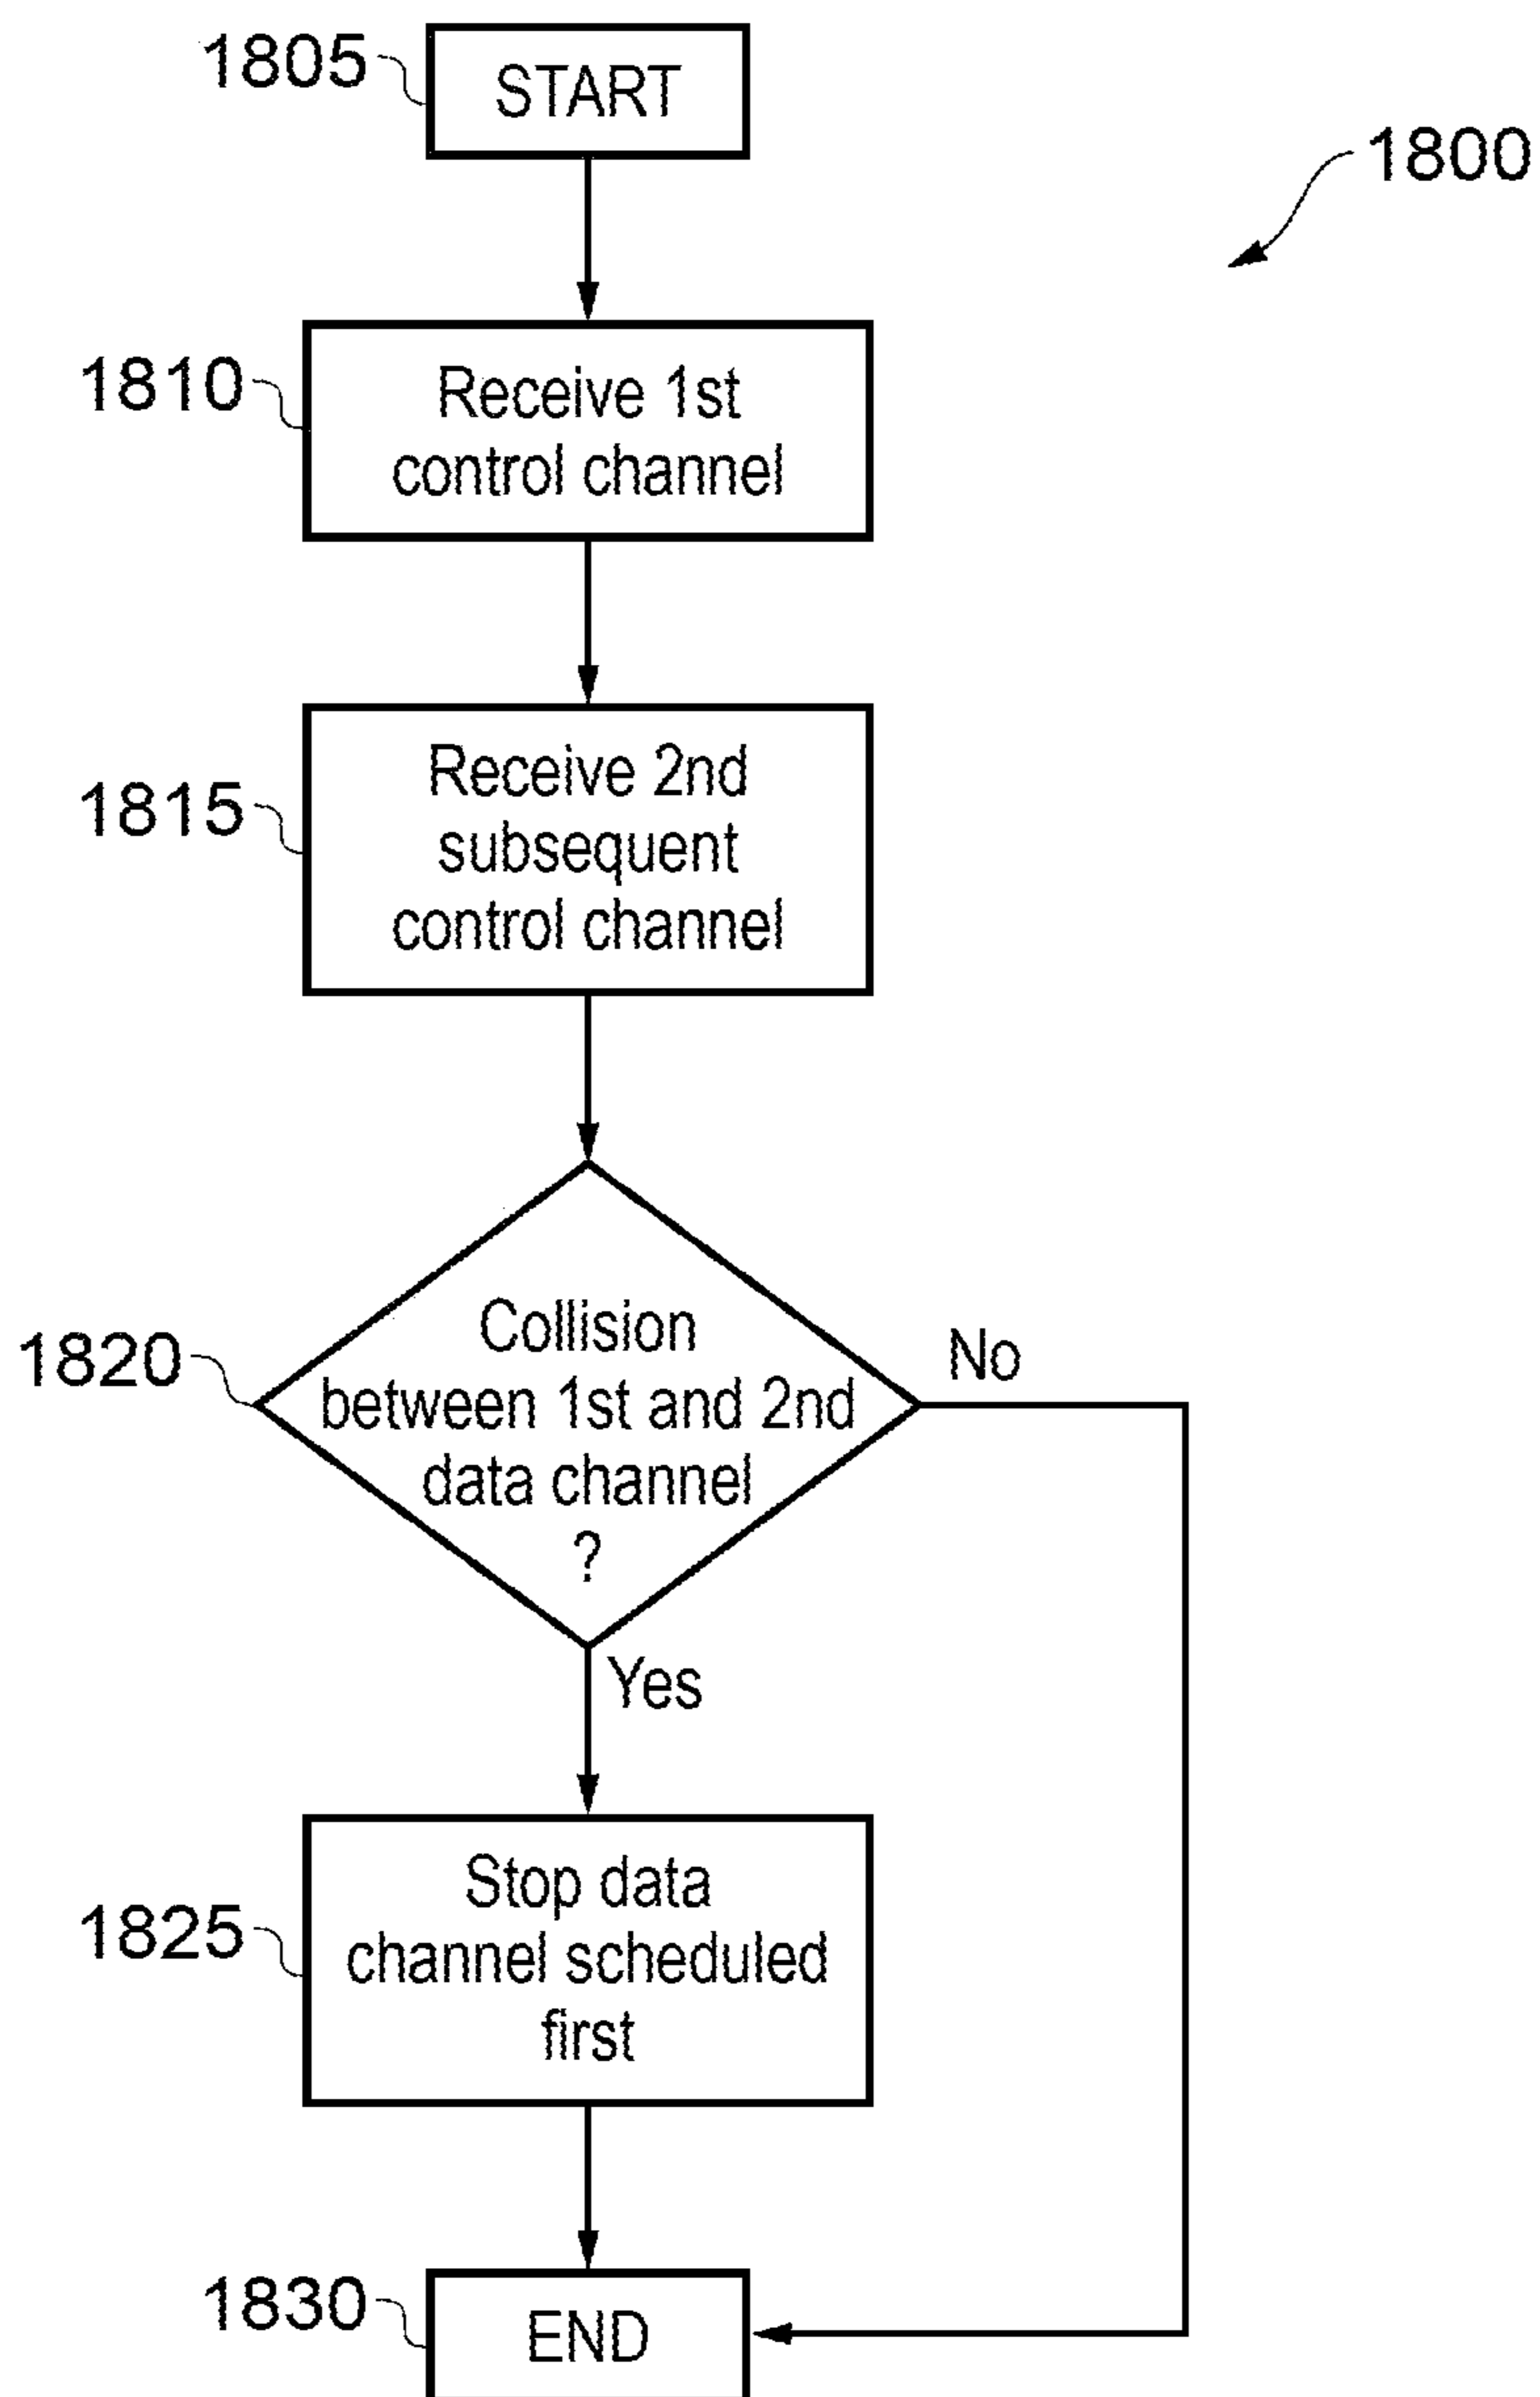 1805
START
1800
1810
Receive 1st
control channel
1815
Receive 2nd
subsequent
control channel
1820
Collision
between 1st and 2nd
data channel
?
No
Yes
1825
Stop data
channel scheduled
first
1830
END